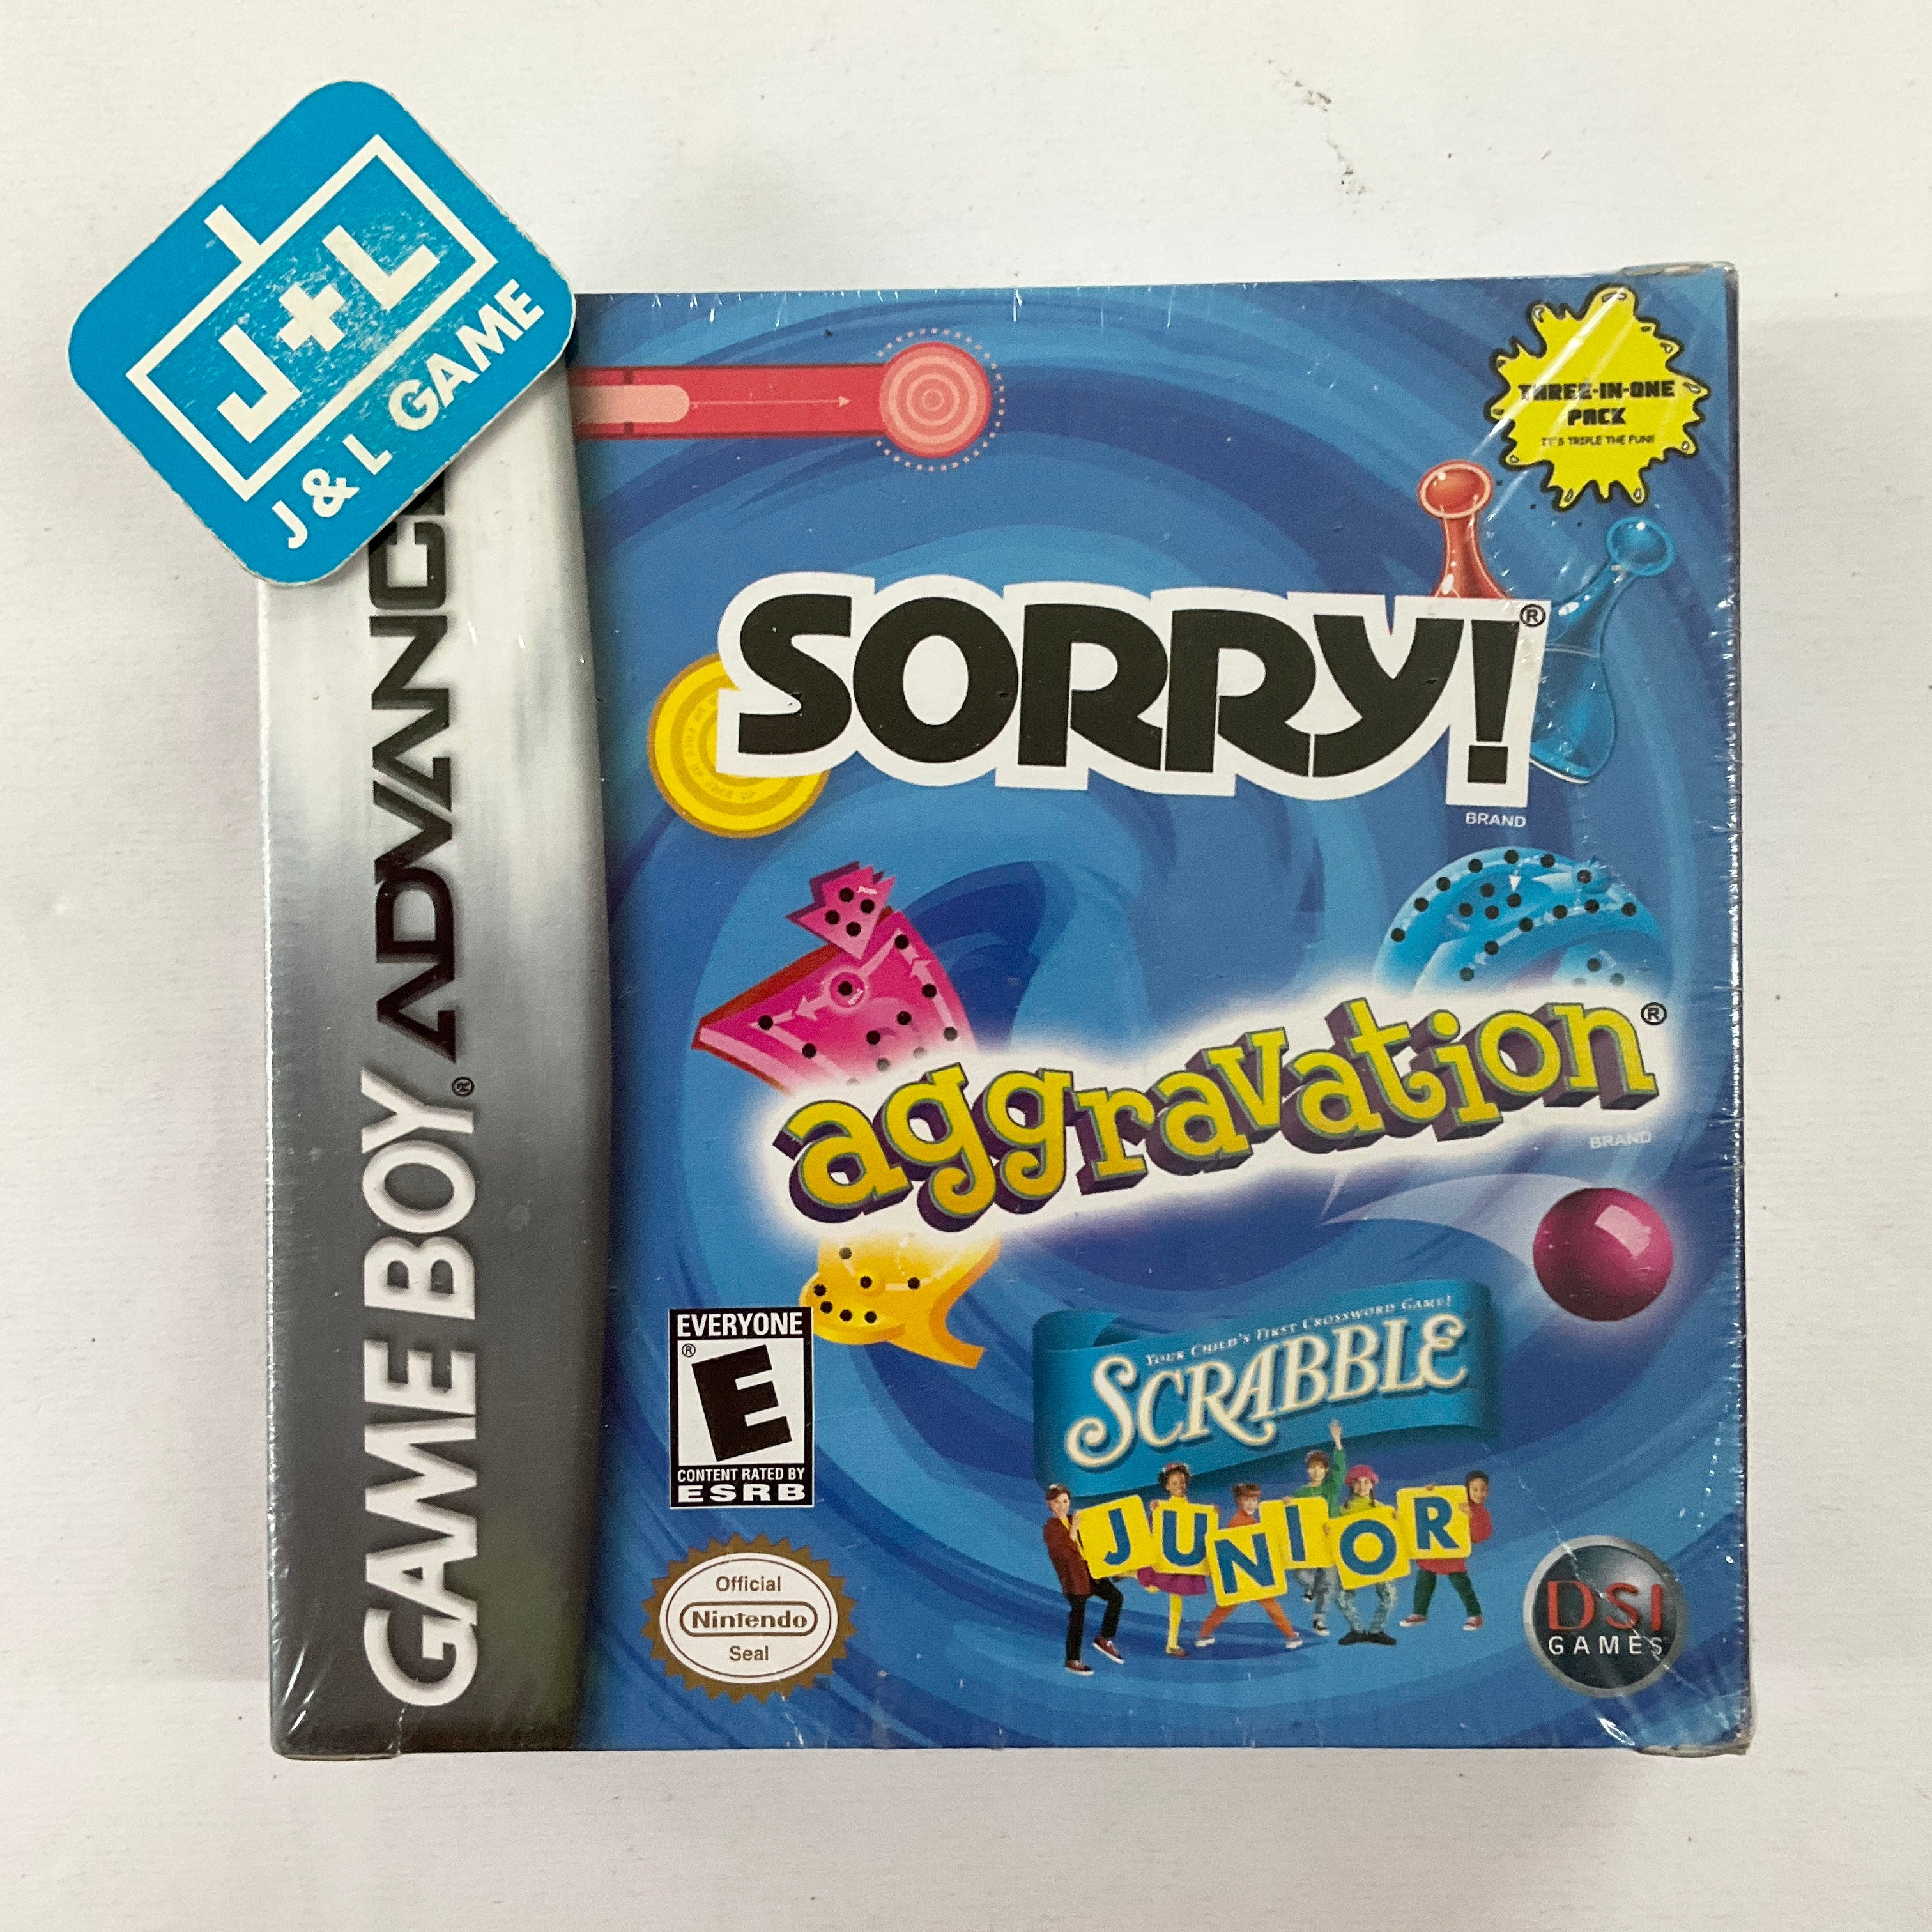 J+L
J & L GAME
GAME BOY ADVANCE
THREE-IN-ONE
PACK
IT'S TRIPLE THE FUN!!
SORRY!®
BRAND
aggravation®
BRAND
EVERYONE
E®
CONTENT RATED BY
ESRB
YOUR CHILD'S FIRST CROSSWORD GAME!
SCRABBLE
JUNIOR
Official
Nintendo
Seal
DSI
GAMES